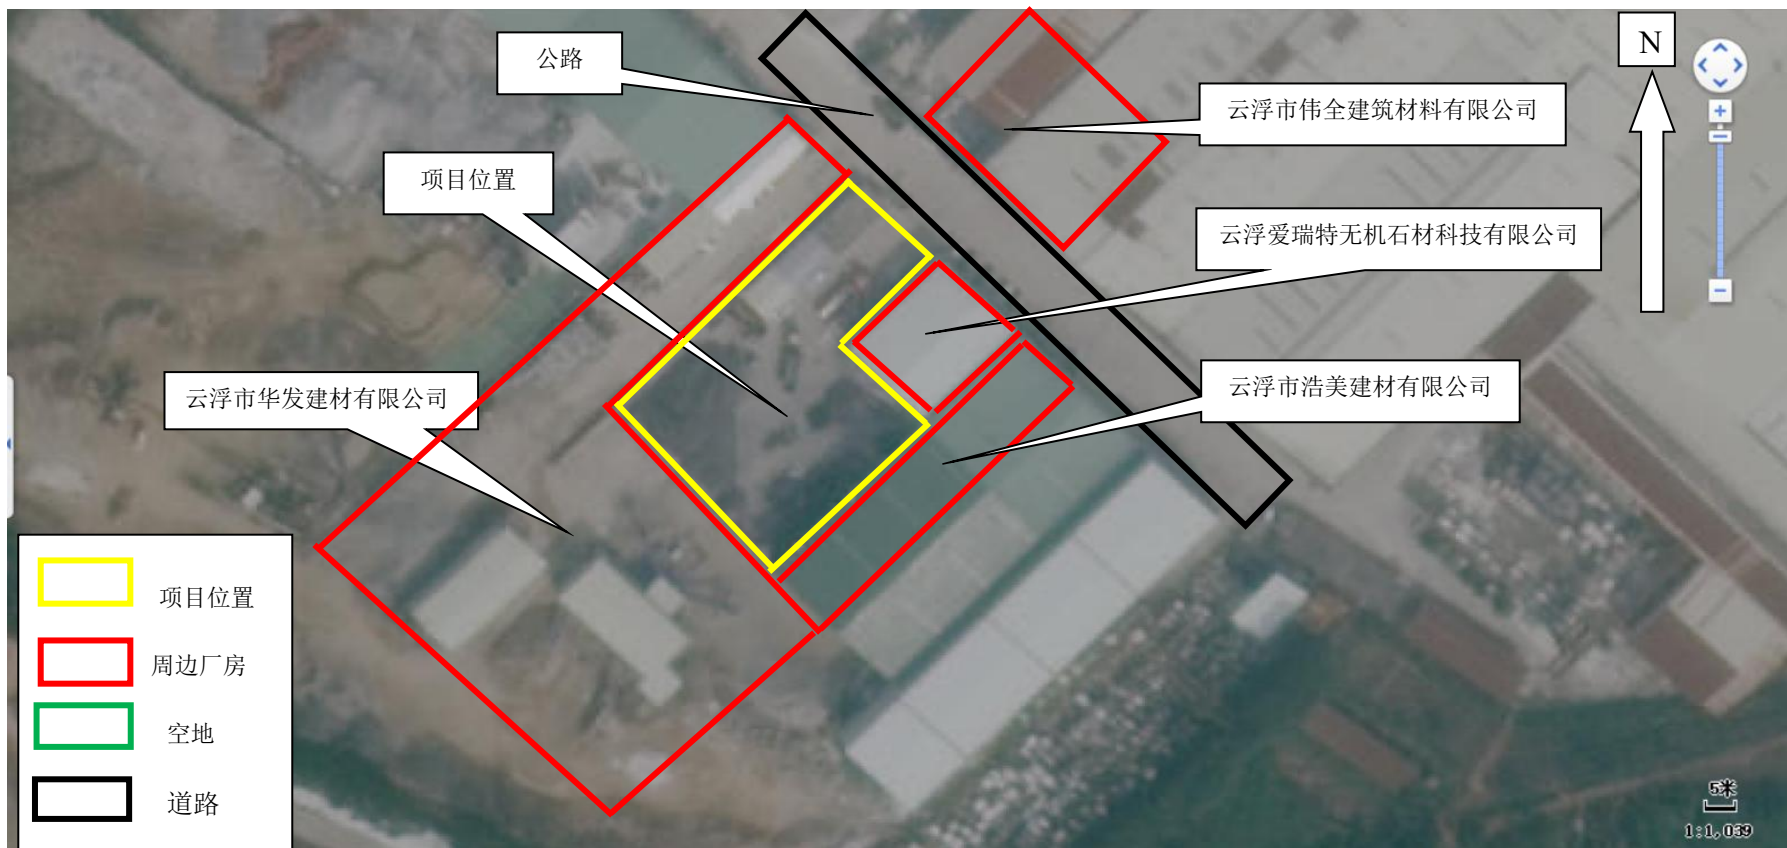 公路
N
云浮市伟全建筑材料有限公司
项目位置
云浮爱瑞特无机石材科技有限公司
云浮市华发建材有限公司
云浮市浩美建材有限公司
项目位置
周边厂房
空地
道路
5米
1:1,039